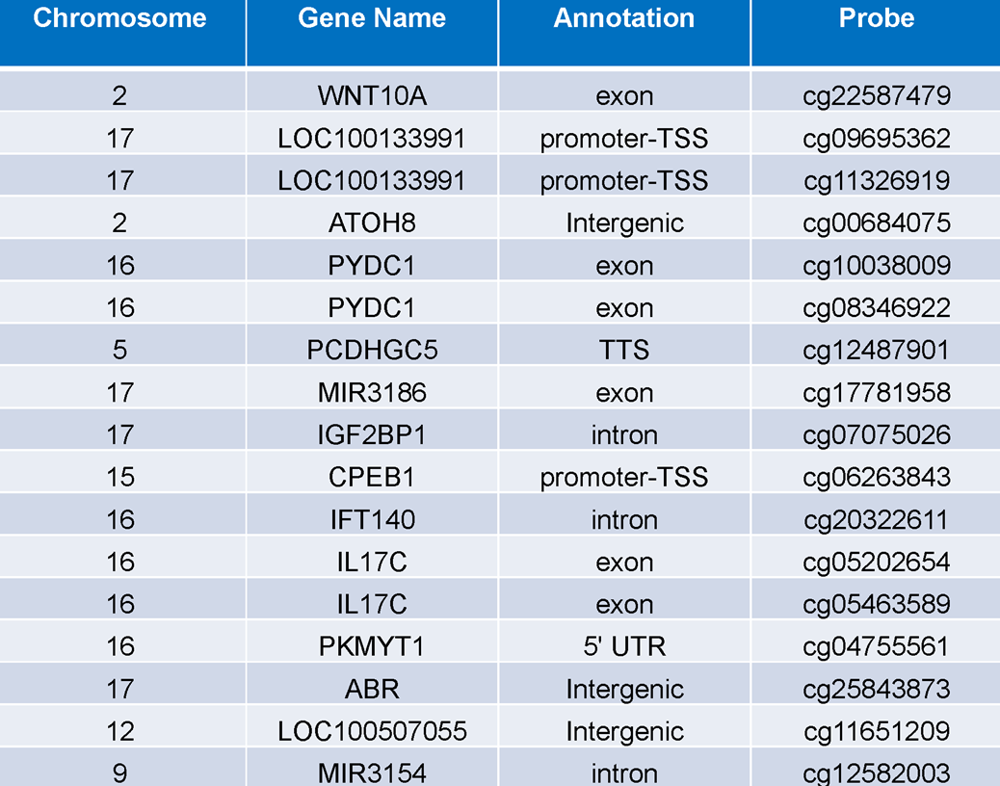 Chromosome Gene Name Annotation Probe
2 WNT10A exon cg22587479
17 LOC100133991 promoter-TSS cg09695362
17 LOC100133991 promoter-TSS cg11326919
2 ATOH8 Intergenic cg00684075
16 PYDC1 exon cg10038009
16 PYDC1 exon cg08346922
5 PCDHGC5 TTS cg12487901
17 MIR3186 exon cg17781958
17 IGF2BP1 intron cg07075026
15 CPEB1 promoter-TSS cg06263843
16 IFT140 intron cg20322611
16 IL17C exon cg05202654
16 IL17C exon cg05463589
16 PKMYT1 5' UTR cg04755561
17 ABR Intergenic cg25843873
12 LOC100507055 Intergenic cg11651209
9 MIR3154 intron cg12582003